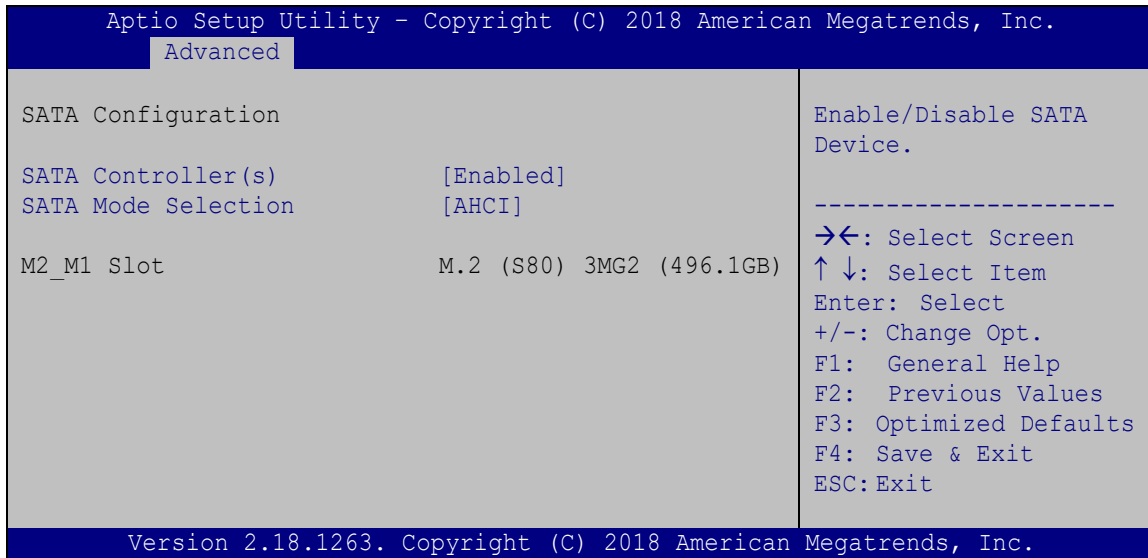 Aptio Setup Utility – Copyright (C) 2018 American Megatrends, Inc.
Advanced
SATA Configuration
SATA Controller(s) [Enabled]
SATA Mode Selection [AHCI]
M2_M1 Slot M.2 (S80) 3MG2 (496.1GB)
Enable/Disable SATA
Device.
---------------------
→←: Select Screen
↑ ↓: Select Item
Enter: Select
+/-: Change Opt.
F1: General Help
F2: Previous Values
F3: Optimized Defaults
F4: Save & Exit
ESC: Exit
Version 2.18.1263. Copyright (C) 2018 American Megatrends, Inc.